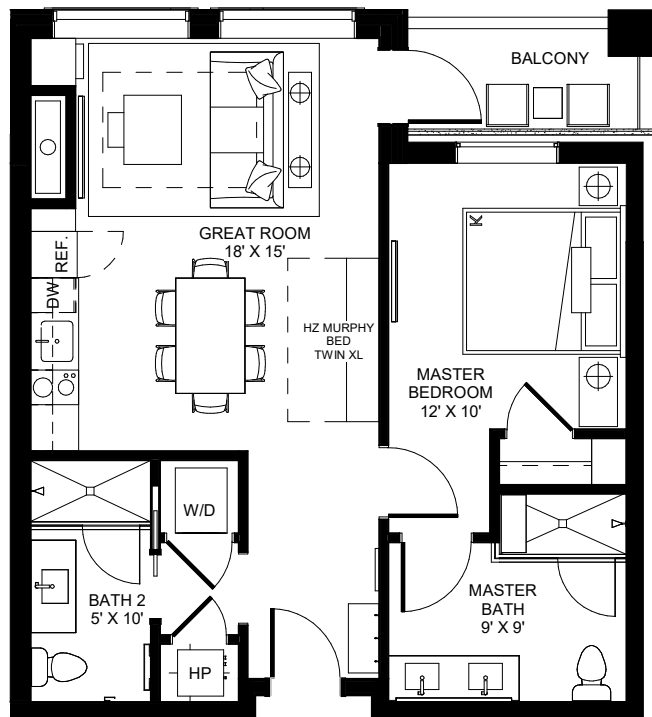 BALCONY
GREAT ROOM
18' X 15'
REF.
DW
K
HZ MURPHY
BED
TWIN XL
MASTER
BEDROOM
12' X 10'
W/D
BATH 2
5' X 10'
MASTER
BATH
9' X 9'
HP